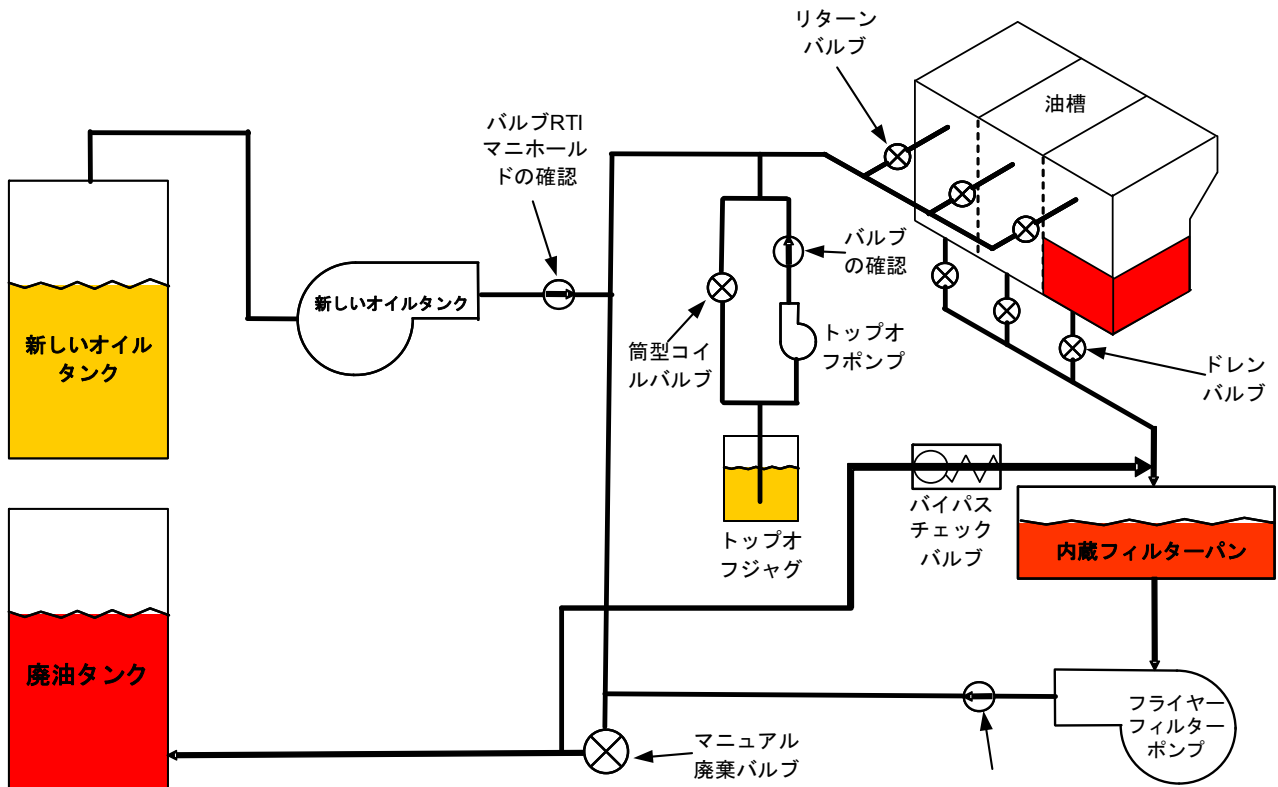 リターン
バルブ
油槽
バルブRTI
マニホール
ドの確認
新しいオイルタンク
バルブ
の確認
筒型コイ
ルバルブ
トップオ
フポンプ
ドレン
バルブ
新しいオイル
タンク
バイパス
チェック
バルブ
トップオ
フジャグ
内蔵フィルターパン
廃油タンク
マニュアル
廃棄バルブ
フライヤー
フィルター
ポンプ